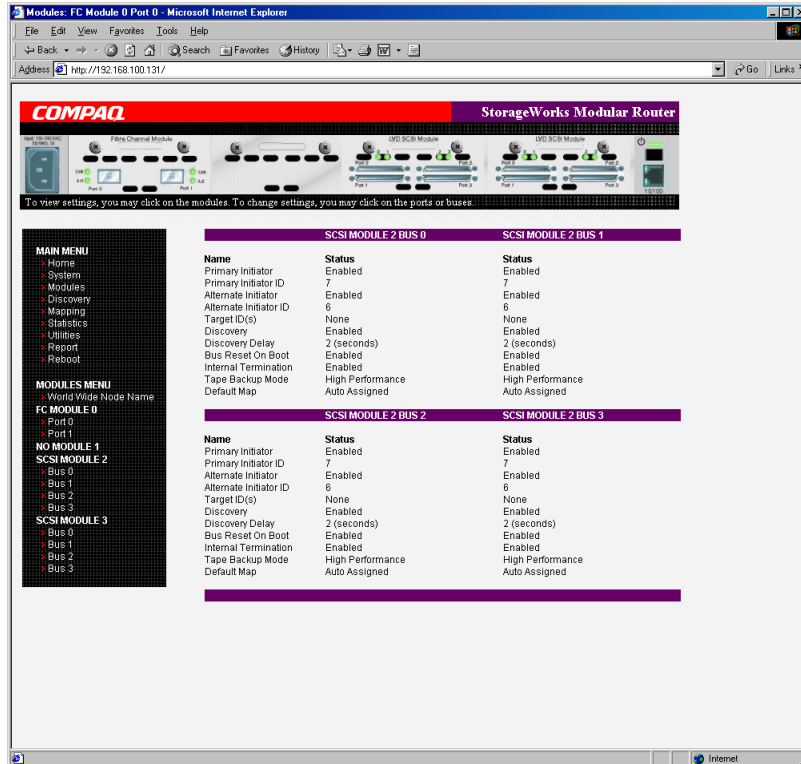 Modules: FC Module 0 Port 0 - Microsoft Internet Explorer
File Edit View Favorites Tools Help
Back Search Favorites History
Address http://192.168.100.131/ Go Links
COMPAQ StorageWorks Modular Router
Fibre Channel Module LVD SCSI Module LVD SCSI Module
Port 0 Port 2 Port 0 Port 2
Port 0 Port 1 Port 1 Port 3 Port 1 Port 3 10/100
To view settings, you may click on the modules. To change settings, you may click on the ports or buses.
MAIN MENU
Home
System
Modules
Discovery
Mapping
Statistics
Utilities
Report
Reboot
MODULES MENU
World Wide Node Name
FC MODULE 0
Port 0
Port 1
NO MODULE 1
SCSI MODULE 2
Bus 0
Bus 1
Bus 2
Bus 3
SCSI MODULE 3
Bus 0
Bus 1
Bus 2
Bus 3
SCSI MODULE 2 BUS 0 SCSI MODULE 2 BUS 1
Name Status Status
Primary Initiator Enabled Enabled
Primary Initiator ID 7 7
Alternate Initiator Enabled Enabled
Alternate Initiator ID 6 6
Target ID(s) None None
Discovery Enabled Enabled
Discovery Delay 2 (seconds) 2 (seconds)
Bus Reset On Boot Enabled Enabled
Internal Termination Enabled Enabled
Tape Backup Mode High Performance High Performance
Default Map Auto Assigned Auto Assigned
SCSI MODULE 2 BUS 2 SCSI MODULE 2 BUS 3
Name Status Status
Primary Initiator Enabled Enabled
Primary Initiator ID 7 7
Alternate Initiator Enabled Enabled
Alternate Initiator ID 6 6
Target ID(s) None None
Discovery Enabled Enabled
Discovery Delay 2 (seconds) 2 (seconds)
Bus Reset On Boot Enabled Enabled
Internal Termination Enabled Enabled
Tape Backup Mode High Performance High Performance
Default Map Auto Assigned Auto Assigned
Internet